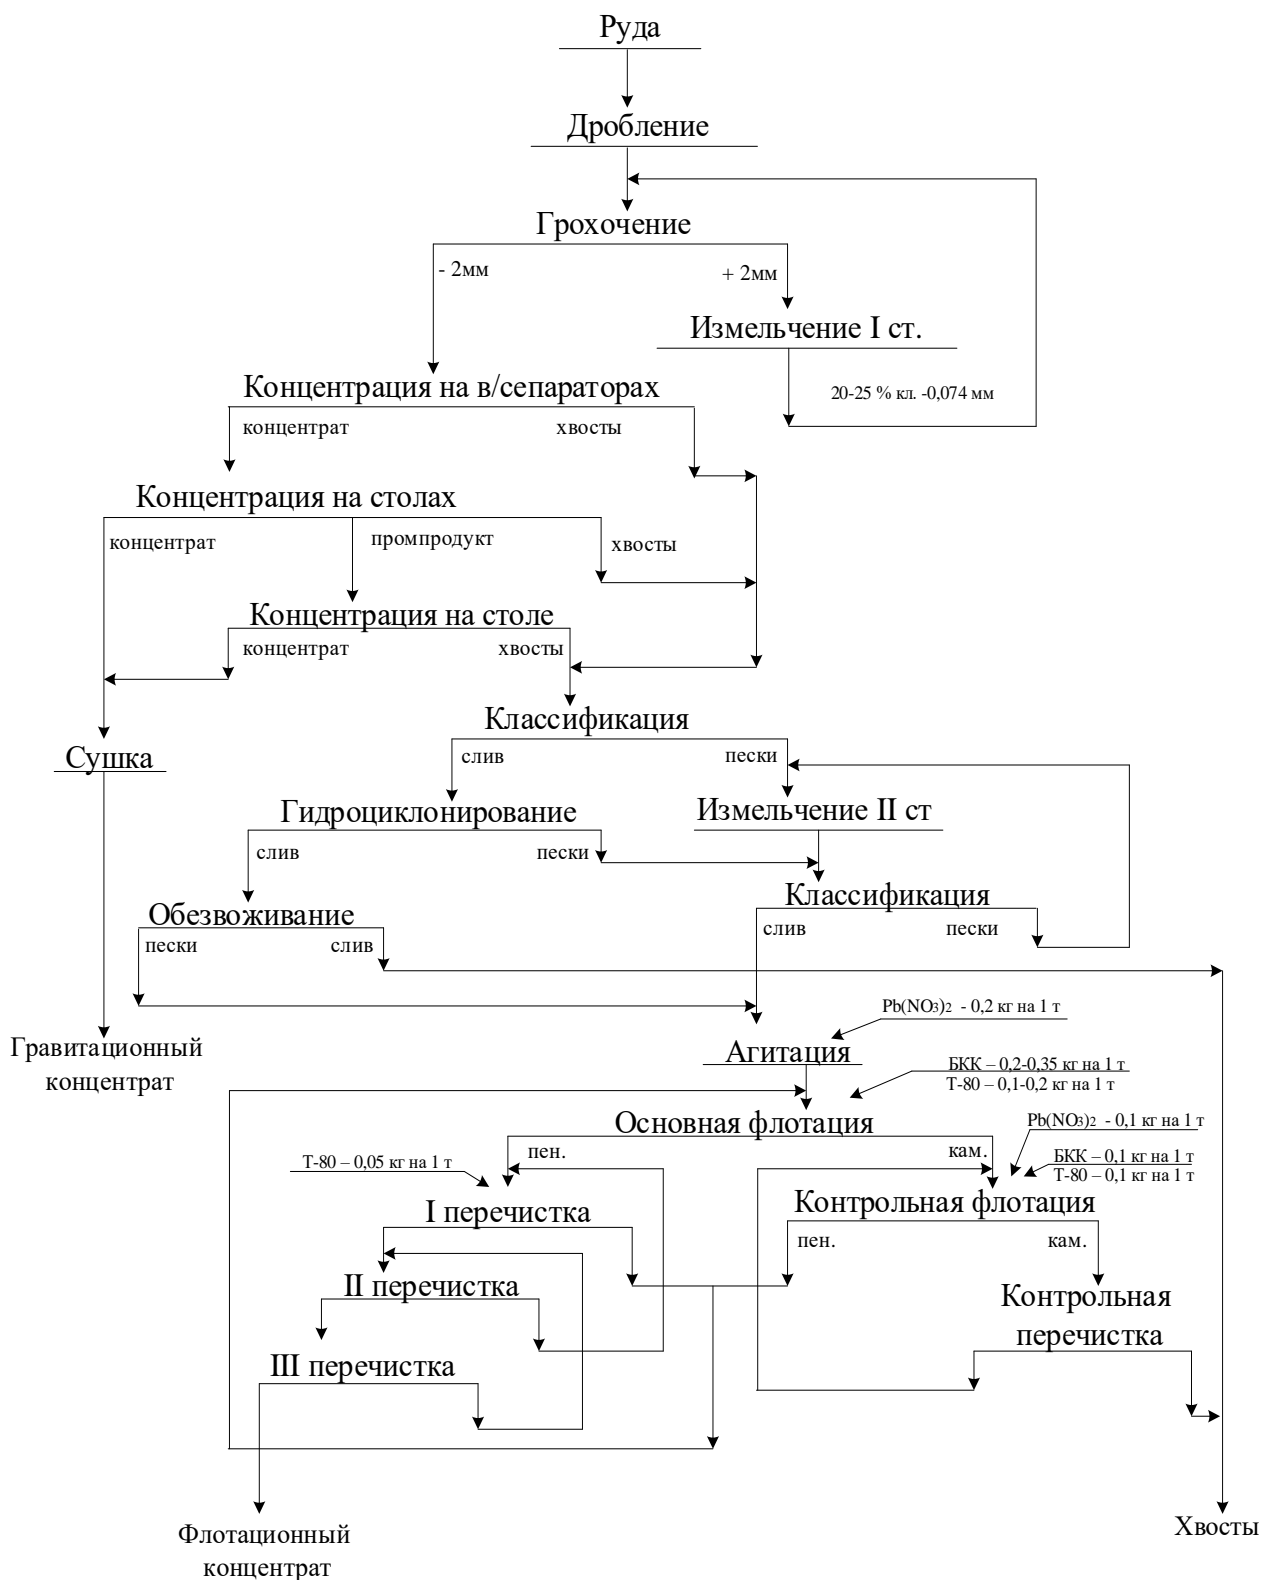 Руда
Дробление
Грохочение
- 2мм
+ 2мм
Измельчение I ст.
20-25 % кл. -0,074 мм
Концентрация на в/сепараторах
концентрат
хвосты
Концентрация на столах
концентрат
промпродукт
хвосты
Концентрация на столе
концентрат
хвосты
Классификация
слив
пески
Сушка
Гидроциклонирование
Измельчение II ст
слив
пески
Классификация
Обезвоживание
слив
пески
пески
слив
Pb(NO3)2 - 0,2 кг на 1 т
Гравитационный
концентрат
Агитация
БКК – 0,2-0,35 кг на 1 т
Т-80 – 0,1-0,2 кг на 1 т
Основная флотация
Pb(NO3)2 - 0,1 кг на 1 т
пен.
кам.
Т-80 – 0,05 кг на 1 т
БКК – 0,1 кг на 1 т
Т-80 – 0,1 кг на 1 т
I перечистка
Контрольная флотация
пен.
кам.
II перечистка
Контрольная
перечистка
III перечистка
Флотационный
концентрат
Хвосты